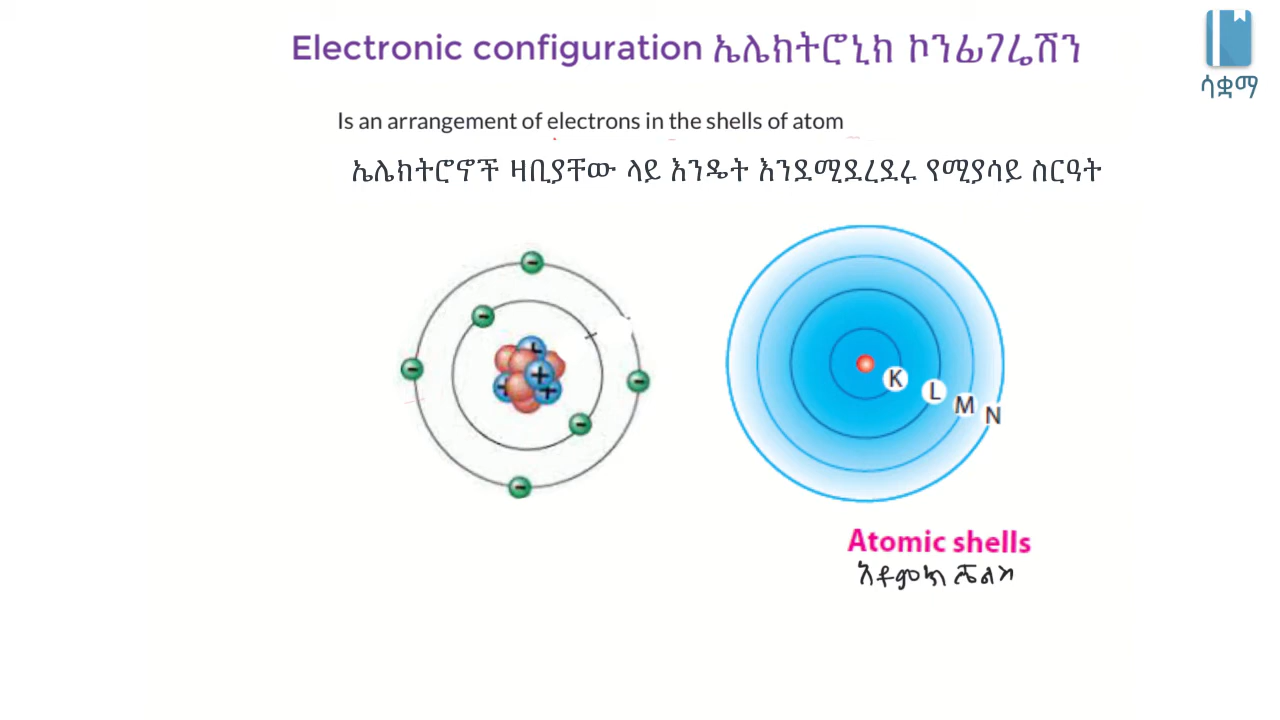 Electronic configuration ኤሌክትሮኒክ ኮንፊገሬሽን
ሳቋማ
Is an arrangement of electrons in the shells of atom
ኤሌክትሮኖች ዛቢያቸው ላይ እንዴት እንደሚደረደሩ የሚያሳይ ስርዓት
K
L
M
N
Atomic shells
አቶምክ ሼልስ